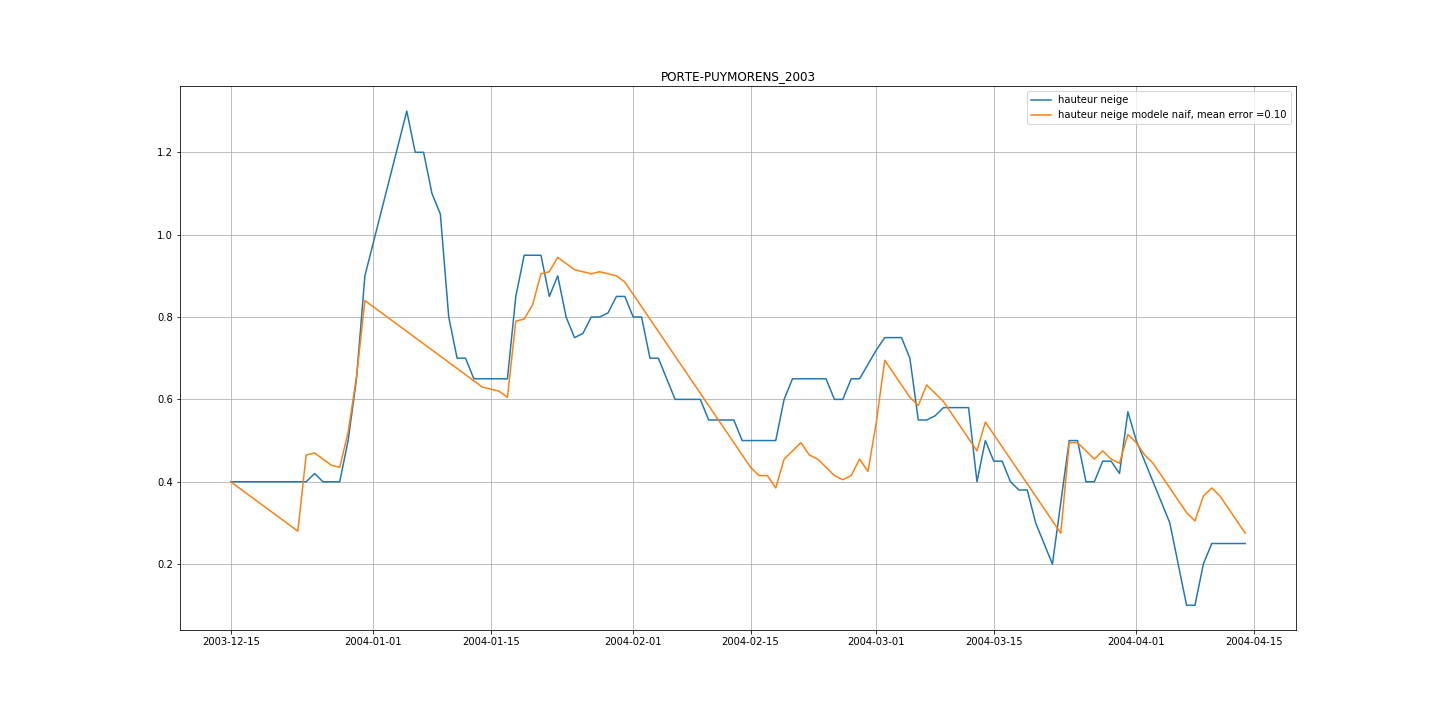 PORTE-PUYMORENS_2003
hauteur neige
hauteur neige modele naif, mean error =0.10
1.2
1.0
0.8
0.6
0.4
0.2
2003-12-15 2004-01-01 2004-01-15 2004-02-01 2004-02-15 2004-03-01 2004-03-15 2004-04-01 2004-04-15